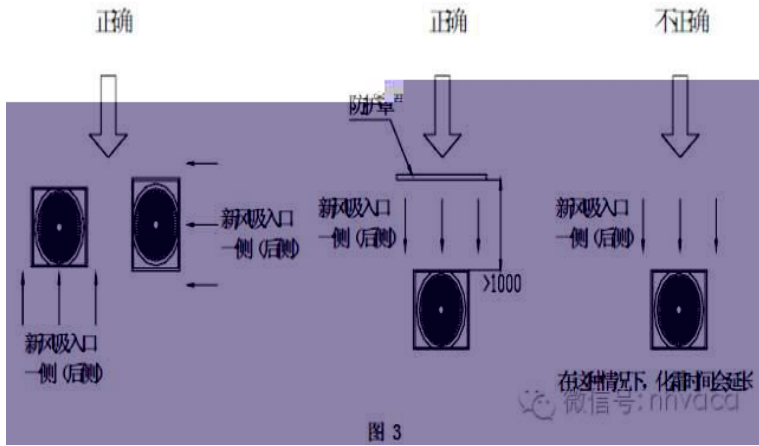 正确
正确
不正确
防护罩
新风吸入口
一侧(后侧)
新风吸入口
一侧(后侧)
新风吸入口
一侧(后侧)
新风吸入口
一侧(后侧)
>1000
在这种情况下, 化霜时间会延长
微信号: nhvacd
图 3